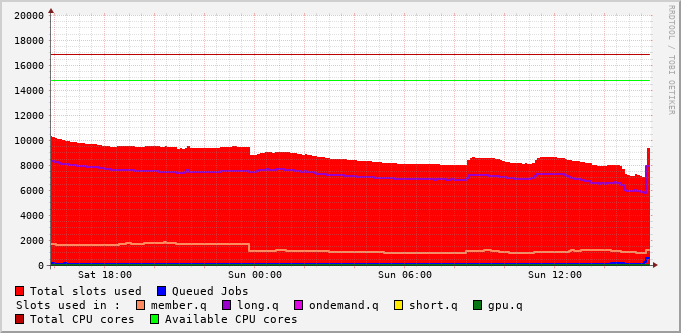 20000
18000
16000
14000
12000
10000
8000
6000
4000
2000
0
Sat 18:00 Sun 00:00 Sun 06:00 Sun 12:00
RRDTOOL / TOBI OETIKER
Total slots used Queued Jobs
Slots used in : member.q long.q ondemand.q short.q gpu.q
Total CPU cores Available CPU cores